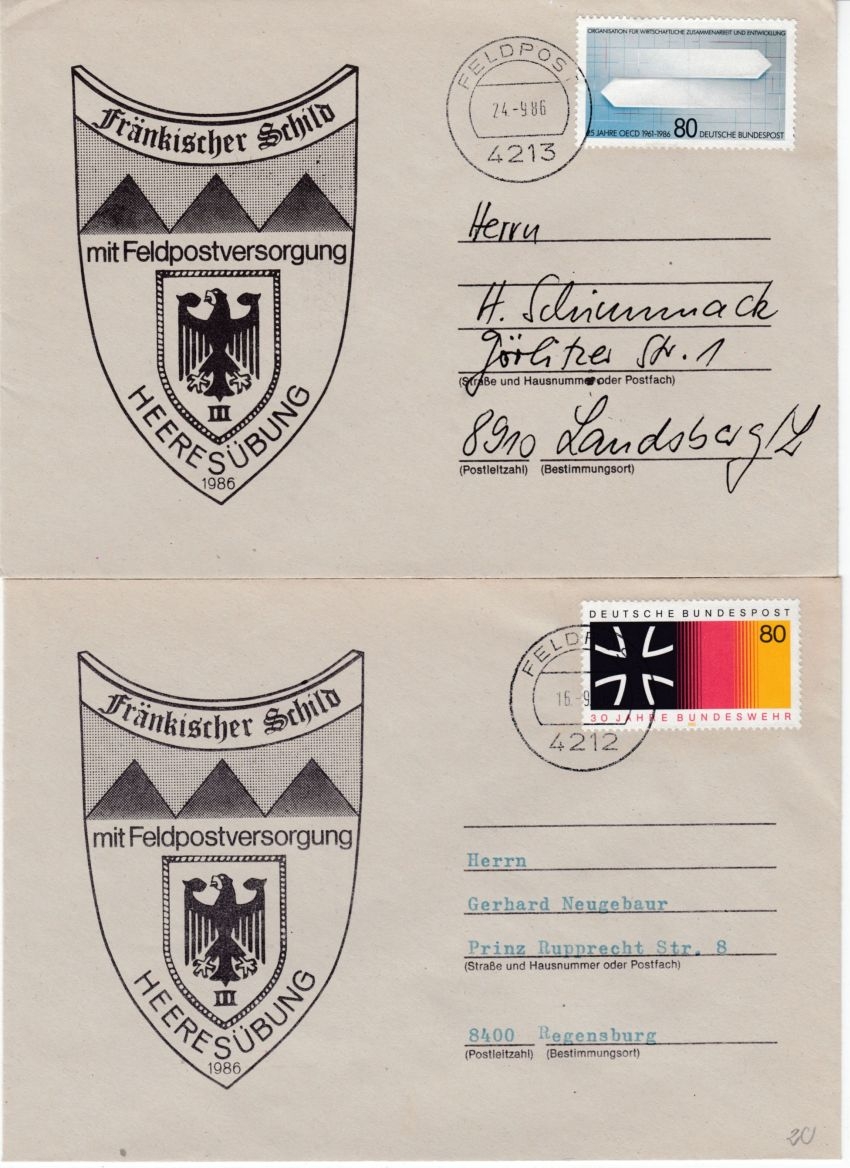 Fränkischer Schild
mit Feldpostversorgung
III
HEERESÜBUNG
1986
FELDPOST
24.-9.86
4213
ORGANISATION FÜR WIRTSCHAFTLICHE ZUSAMMENARBEIT UND ENTWICKLUNG
25 JAHRE OECD 1961-1986 80 DEUTSCHE BUNDESPOST
Herrn
H. Schimmack
Görlitzer Str. 1
(Straße und Hausnummer oder Postfach)
8910 Landsberg/L
(Postleitzahl) (Bestimmungsort)
Fränkischer Schild
mit Feldpostversorgung
III
HEERESÜBUNG
1986
FELDPOST
16.-9
4212
DEUTSCHE BUNDESPOST
80
30 JAHRE BUNDESWEHR
Herrn
Gerhard Neugebaur
Prinz Rupprecht Str. 8
(Straße und Hausnummer oder Postfach)
8400 Regensburg
(Postleitzahl) (Bestimmungsort)